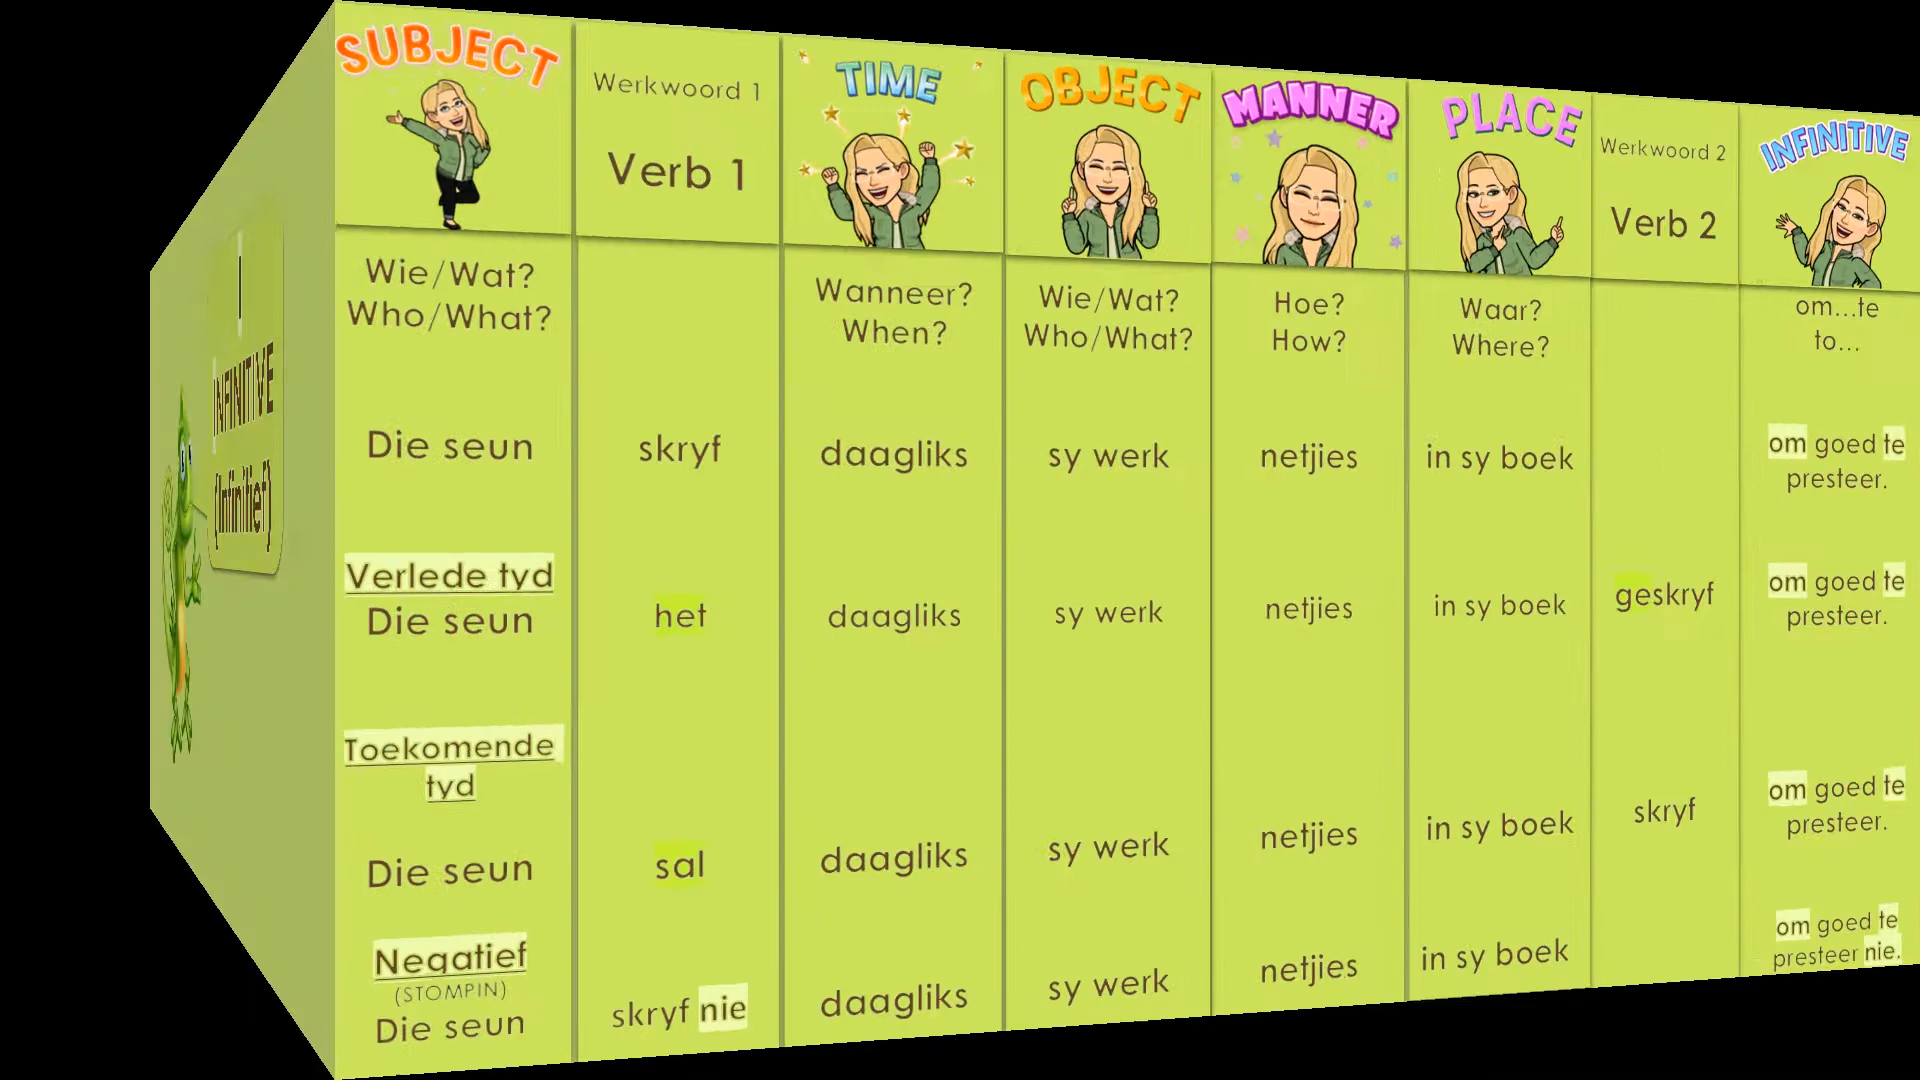 I
INFINITIVE
(Infinitief)
SUBJECT
Werkwoord 1
Verb 1
TIME
OBJECT
MANNER
PLACE
Werkwoord 2
Verb 2
INFINITIVE
Wie/Wat?
Who/What?
Wanneer?
When?
Wie/Wat?
Who/What?
Hoe?
How?
Waar?
Where?
om...te
to...
Die seun
skryf
daagliks
sy werk
netjies
in sy boek
om goed te
presteer.
Verlede tyd
Die seun
het
daagliks
sy werk
netjies
in sy boek
geskryf
om goed te
presteer.
Toekomende
tyd
Die seun
sal
daagliks
sy werk
netjies
in sy boek
skryf
om goed te
presteer.
Negatief
(STOMPIN)
Die seun
skryf nie
daagliks
sy werk
netjies
in sy boek
om goed te
presteer nie.